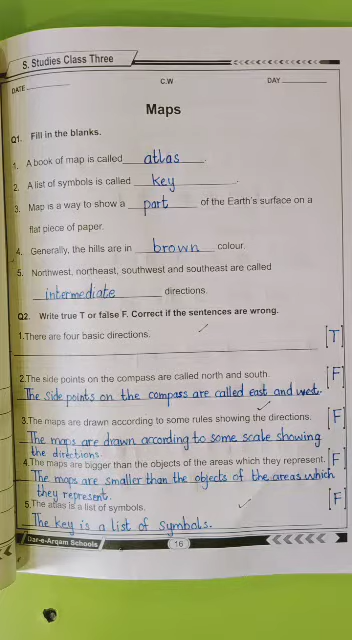 S. Studies Class Three
DATE C.W DAY
Maps
Q1. Fill in the blanks.
1. A book of map is called atlas.
2. A list of symbols is called key.
3. Map is a way to show a part of the Earth's surface on a
flat piece of paper.
4. Generally, the hills are in brown colour.
5. Northwest, northeast, southwest and southeast are called
intermediate directions.
Q2. Write true T or false F. Correct if the sentences are wrong.
1.There are four basic directions. [T]
2.The side points on the compass are called north and south. [F]
The side points on the compass are called east and west.
3.The maps are drawn according to some rules showing the directions. [F]
The maps are drawn according to some scale showing
the directions.
4.The maps are bigger than the objects of the areas which they represent. [F]
The maps are smaller than the objects of the areas which
they represent.
5.The atlas is a list of symbols. [F]
The key is a list of symbols.
Dar-e-Arqam Schools 16